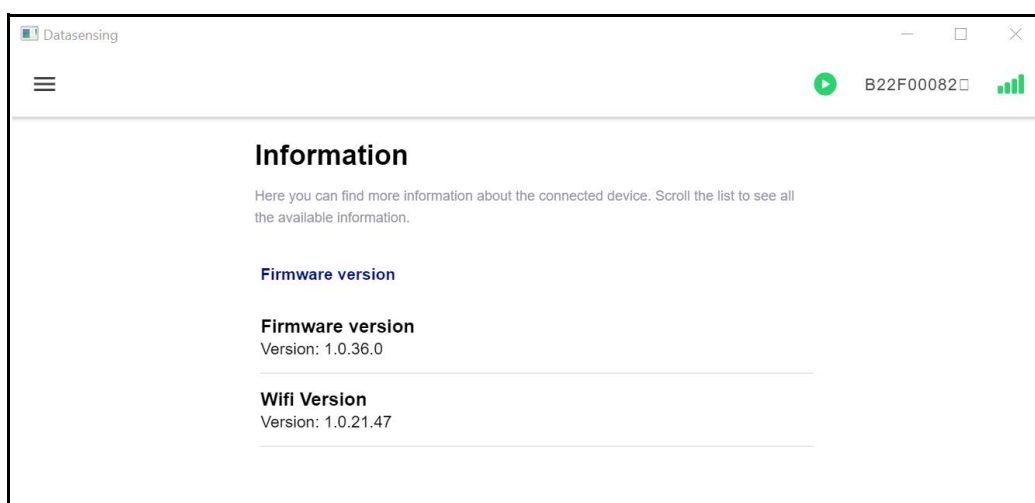 Datasensing
B22F00082□
Information
Here you can find more information about the connected device. Scroll the list to see all
the available information.
Firmware version
Firmware version
Version: 1.0.36.0
Wifi Version
Version: 1.0.21.47